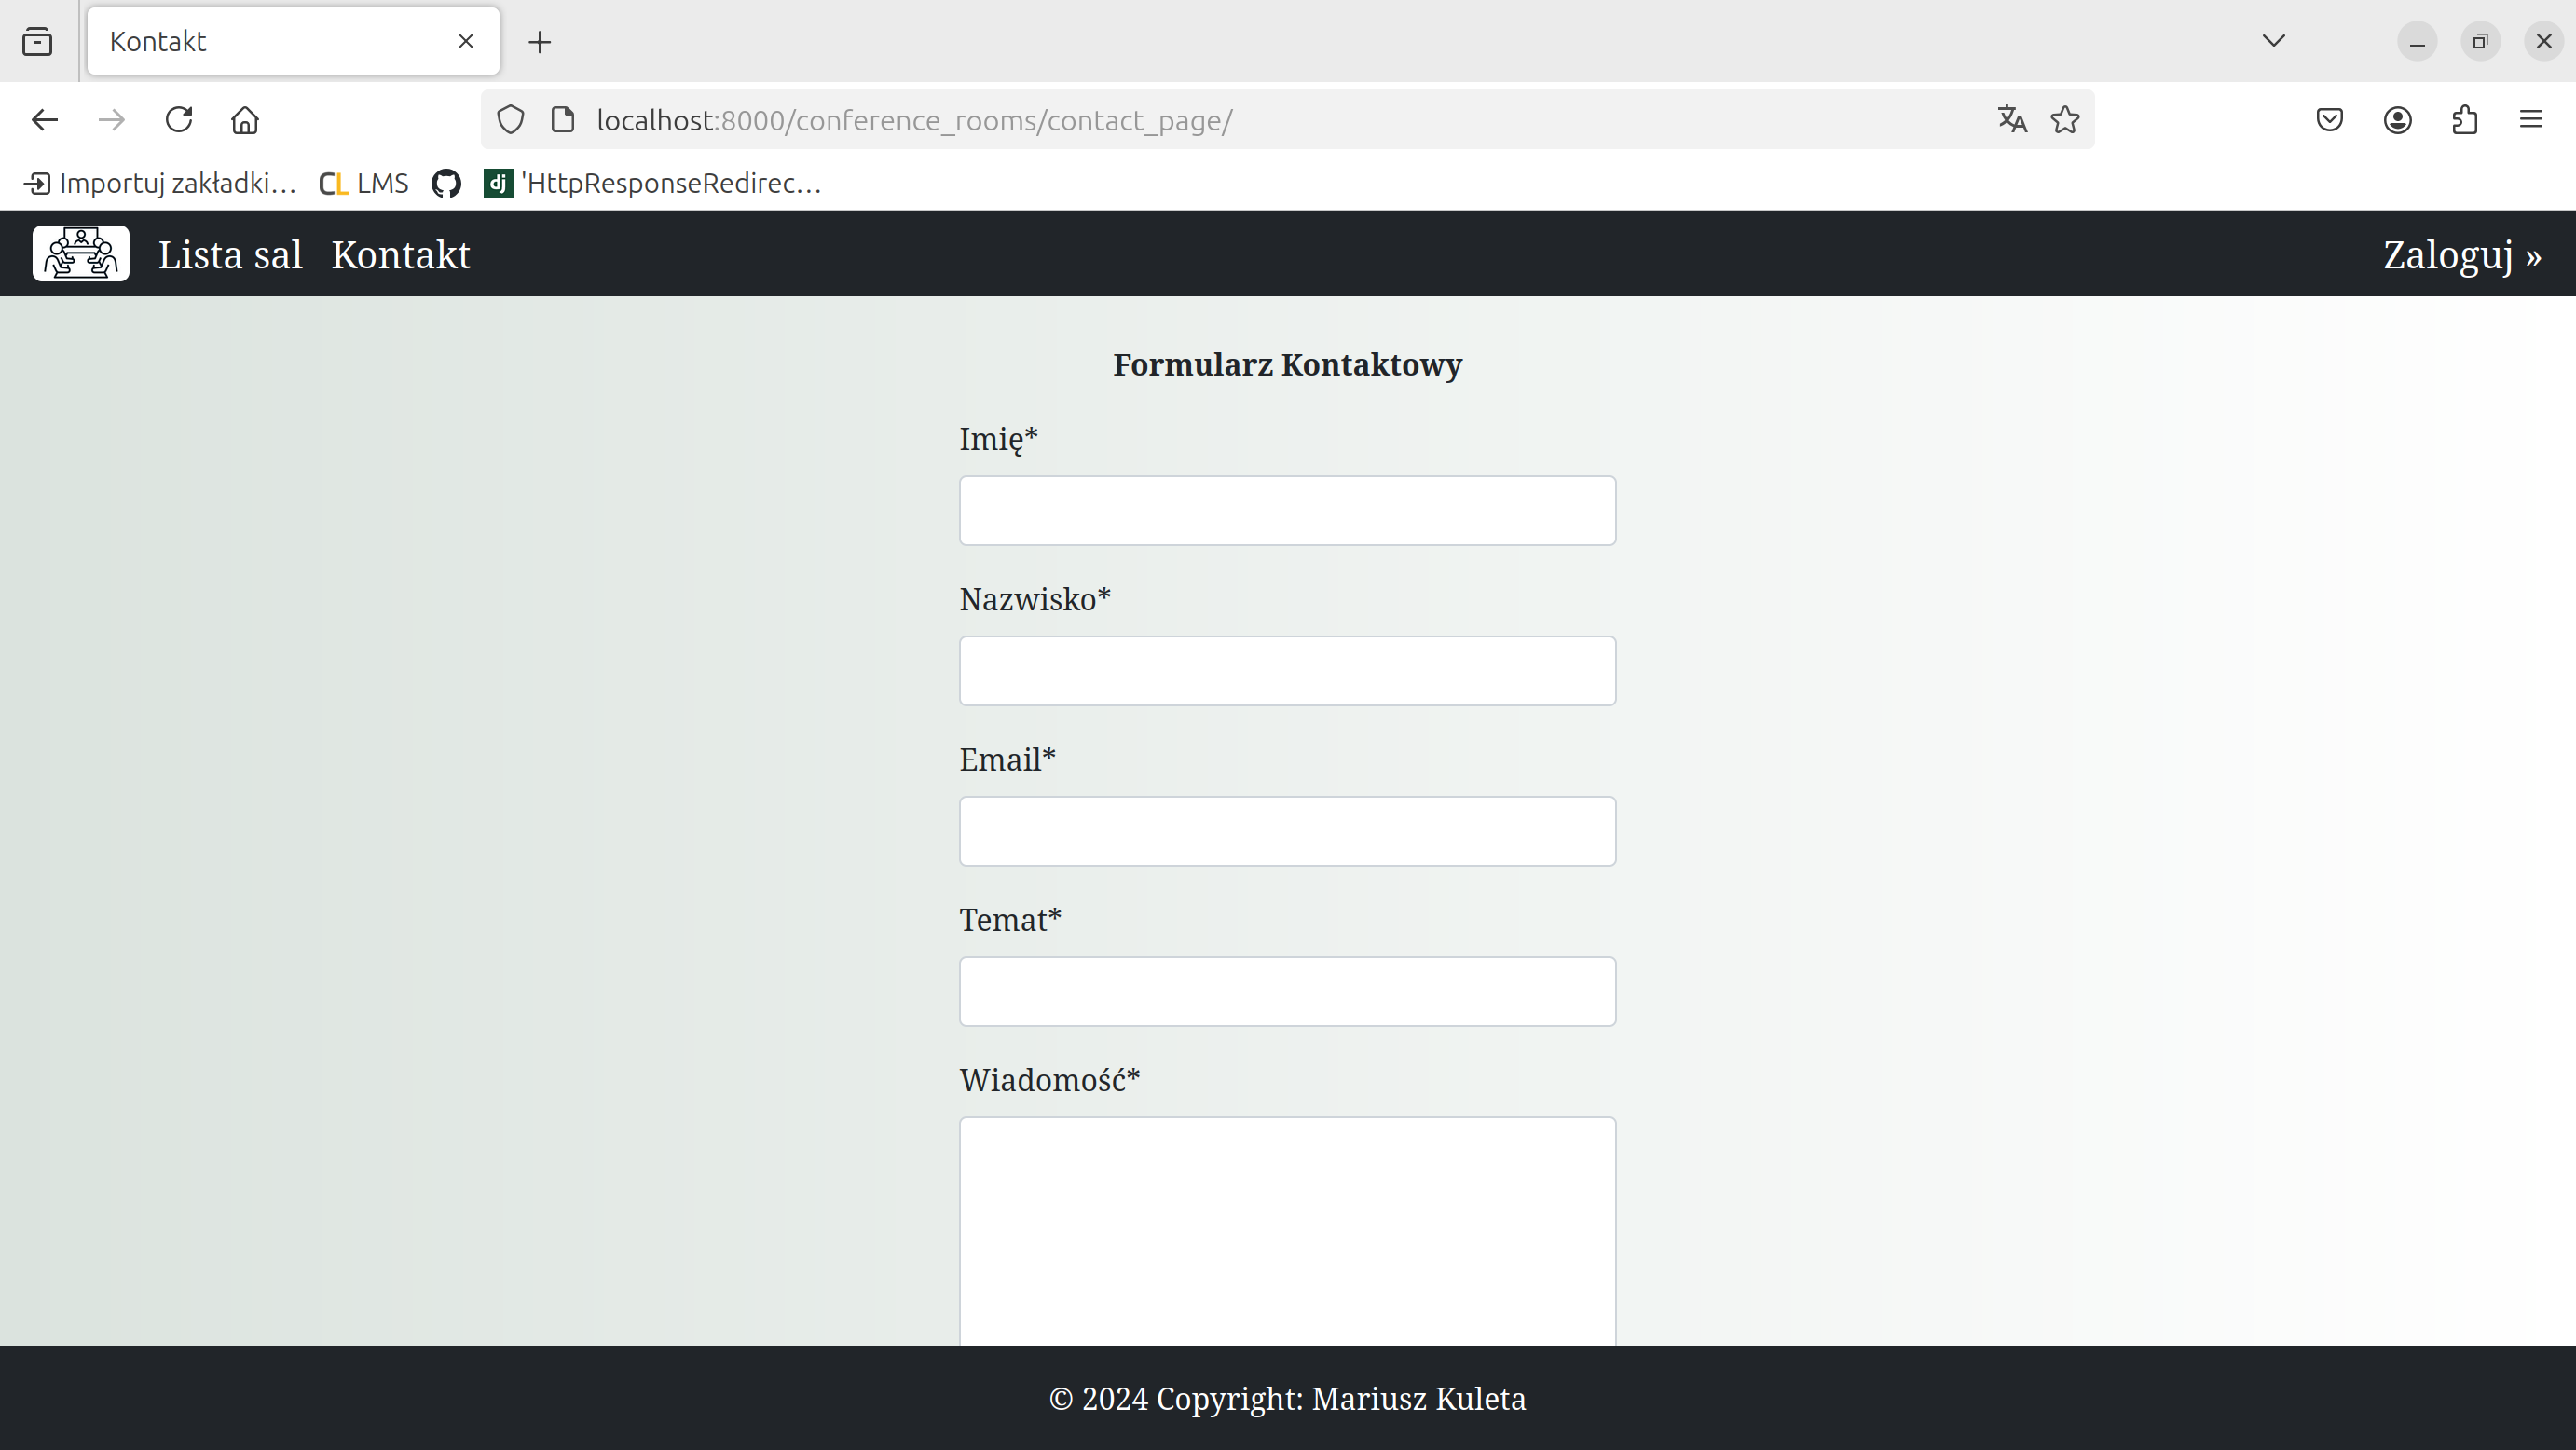 Kontakt
localhost:8000/conference_rooms/contact_page/
Importuj zakładki… CL LMS dj 'HttpResponseRedirec…
Lista sal Kontakt Zaloguj »
Formularz Kontaktowy
Imię*
Nazwisko*
Email*
Temat*
Wiadomość*
© 2024 Copyright: Mariusz Kuleta